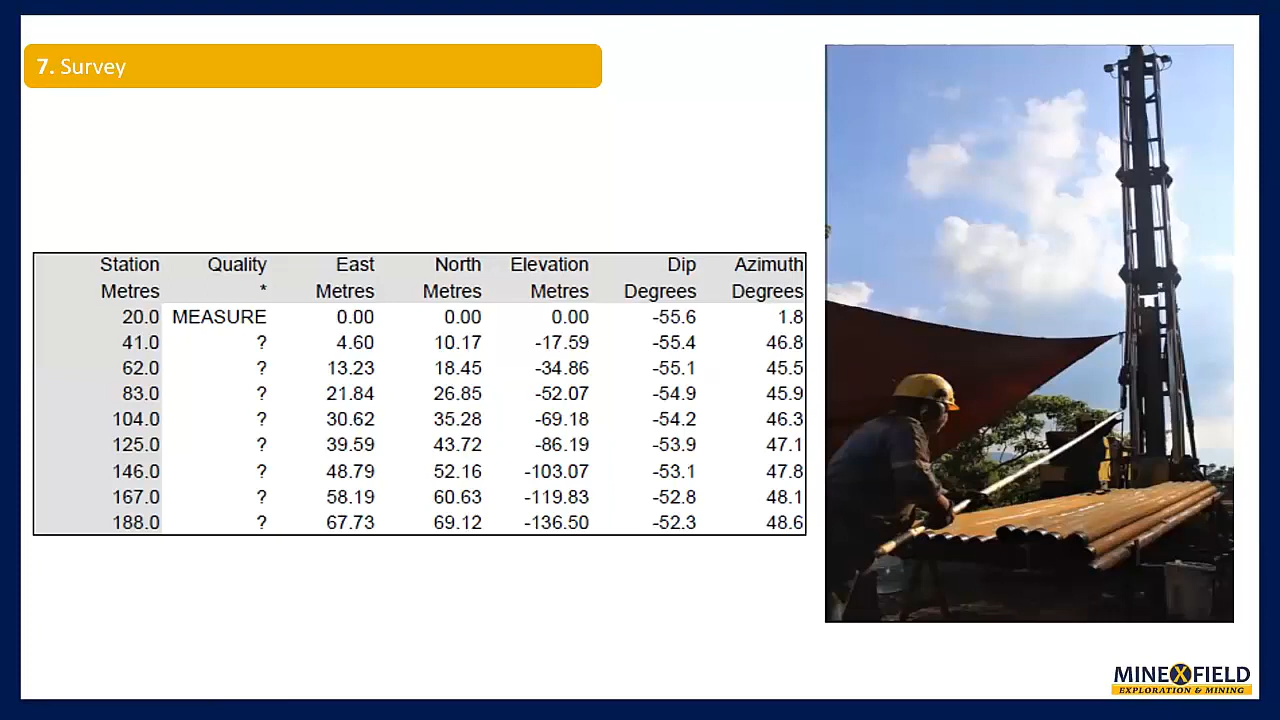 7. Survey
Station Quality East North Elevation Dip Azimuth
Metres * Metres Metres Metres Degrees Degrees
20.0 MEASURE 0.00 0.00 0.00 -55.6 1.8
41.0 ? 4.60 10.17 -17.59 -55.4 46.8
62.0 ? 13.23 18.45 -34.86 -55.1 45.5
83.0 ? 21.84 26.85 -52.07 -54.9 45.9
104.0 ? 30.62 35.28 -69.18 -54.2 46.3
125.0 ? 39.59 43.72 -86.19 -53.9 47.1
146.0 ? 48.79 52.16 -103.07 -53.1 47.8
167.0 ? 58.19 60.63 -119.83 -52.8 48.1
188.0 ? 67.73 69.12 -136.50 -52.3 48.6
MINEXFIELD
EXPLORATION & MINING